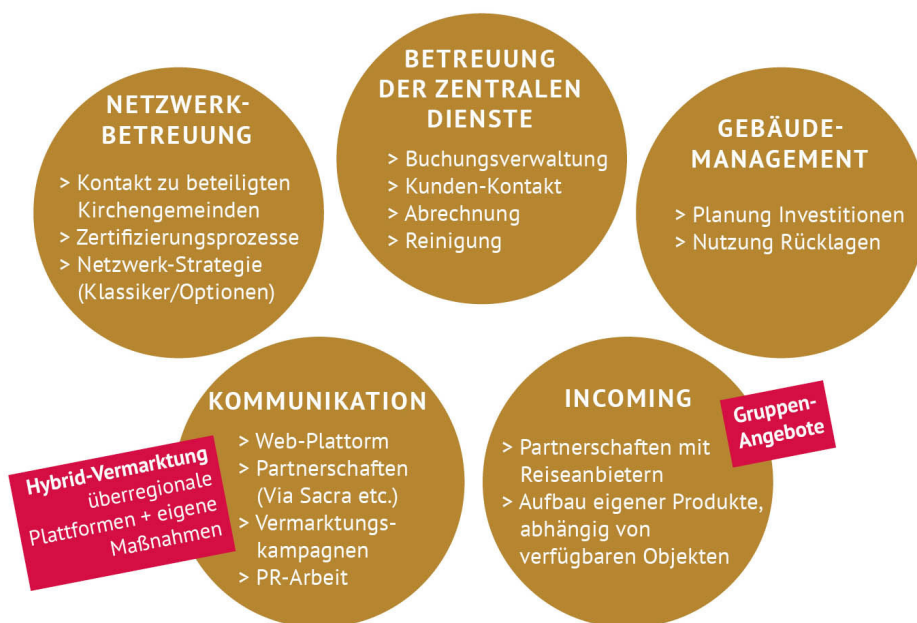 NETZWERK-
BETREUUNG
> Kontakt zu beteiligten
Kirchengemeinden
> Zertifizierungsprozesse
> Netzwerk-Strategie
(Klassiker/Optionen)
BETREUUNG
DER ZENTRALEN
DIENSTE
> Buchungsverwaltung
> Kunden-Kontakt
> Abrechnung
> Reinigung
GEBÄUDE-
MANAGEMENT
> Planung Investitionen
> Nutzung Rücklagen
KOMMUNIKATION
> Web-Plattorm
> Partnerschaften
(Via Sacra etc.)
> Vermarktungs-
kampagnen
> PR-Arbeit
Hybrid-Vermarktung
überregionale
Plattformen + eigene
Maßnahmen
INCOMING
> Partnerschaften mit
Reiseanbietern
> Aufbau eigener Produkte,
abhängig von
verfügbaren Objekten
Gruppen-
Angebote